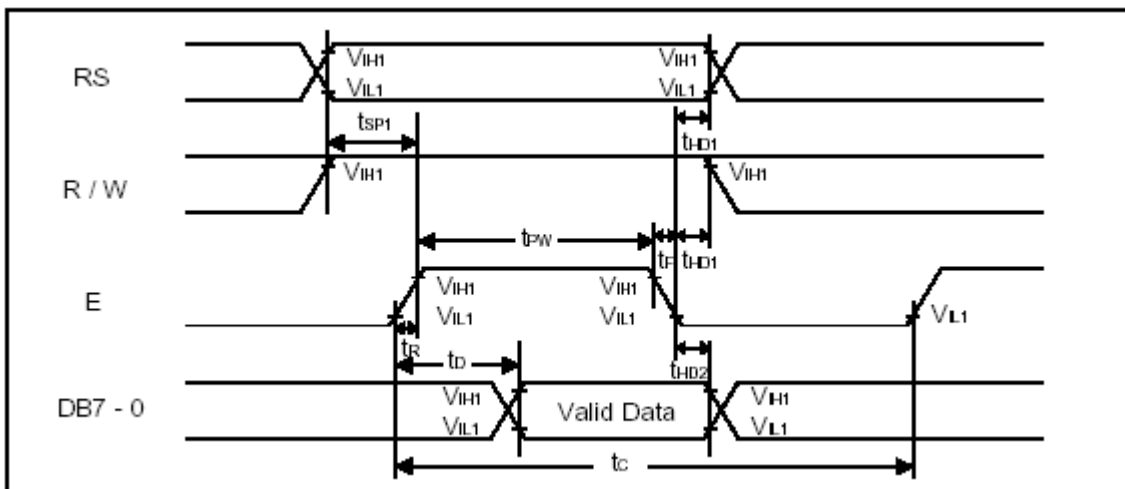 RS
VIH1
VIH1
VIL1
VIL1
tSP1
tHD1
R / W
VIH1
VIH1
tPW
tF
tHD1
E
VIH1
VIH1
VIL1
VIL1
VIL1
tR
tD
tHD2
DB7 - 0
VIH1
VIL1
Valid Data
VIH1
VIL1
tC